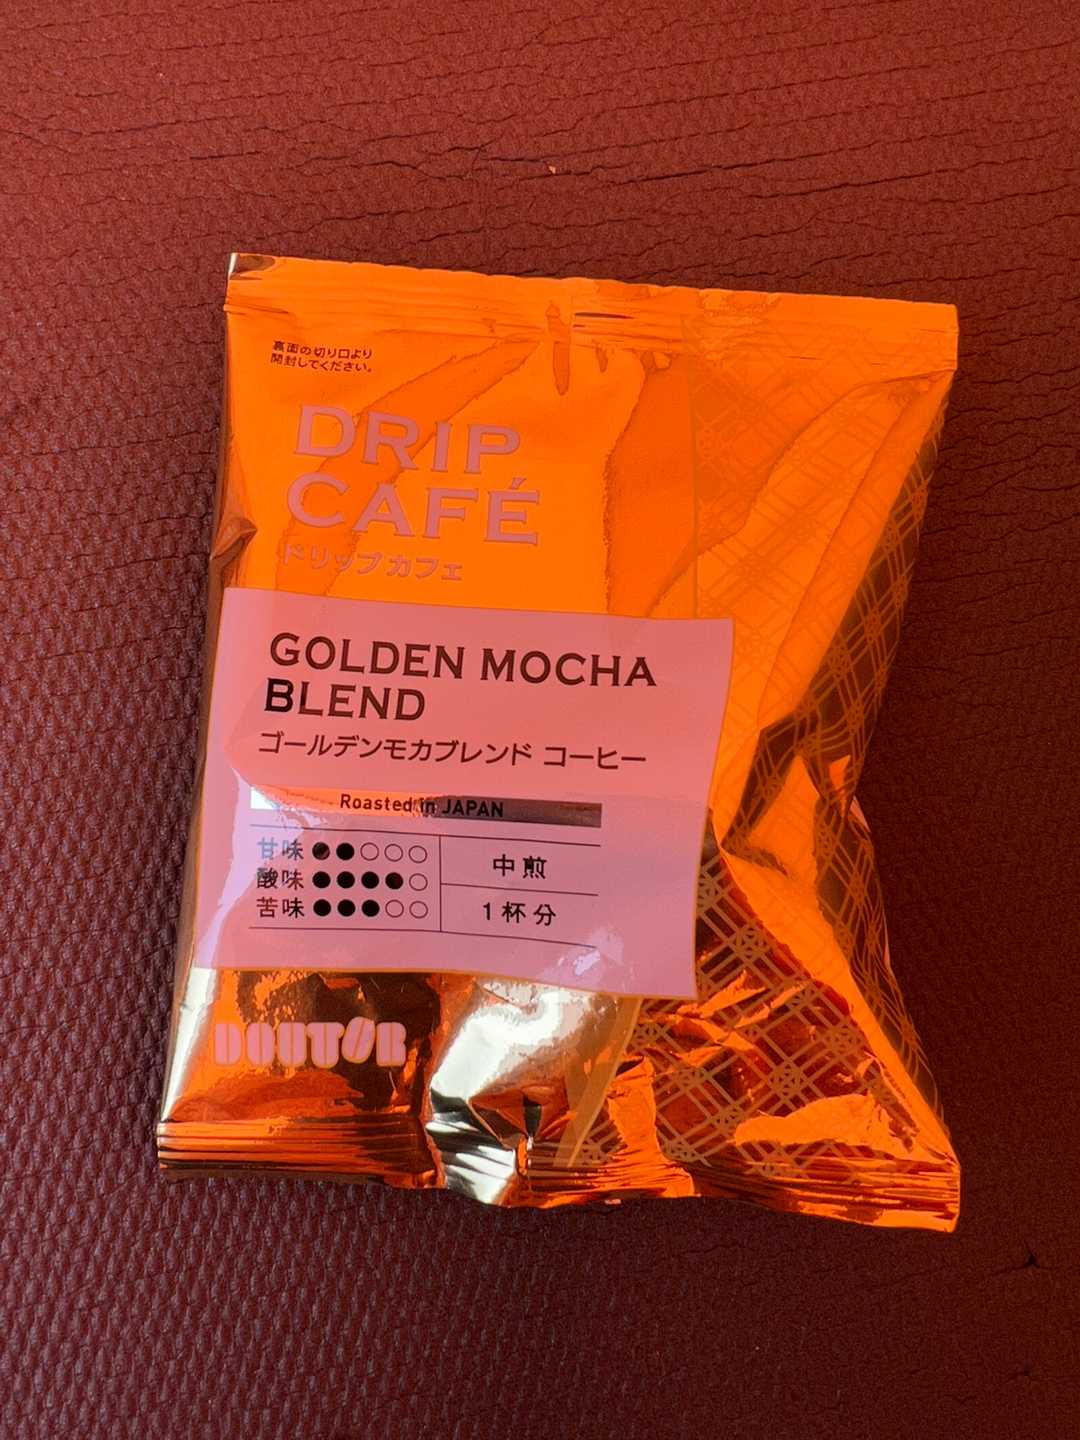 裏面の切り口より
開封してください。
DRIP
CAFÉ
ドリップ カフェ
GOLDEN MOCHA
BLEND
ゴールデンモカブレンド コーヒー
Roasted in JAPAN
甘味 ●●○○○
酸味 ●●●●○
苦味 ●●●○○
中煎
1杯分
DOUTOR